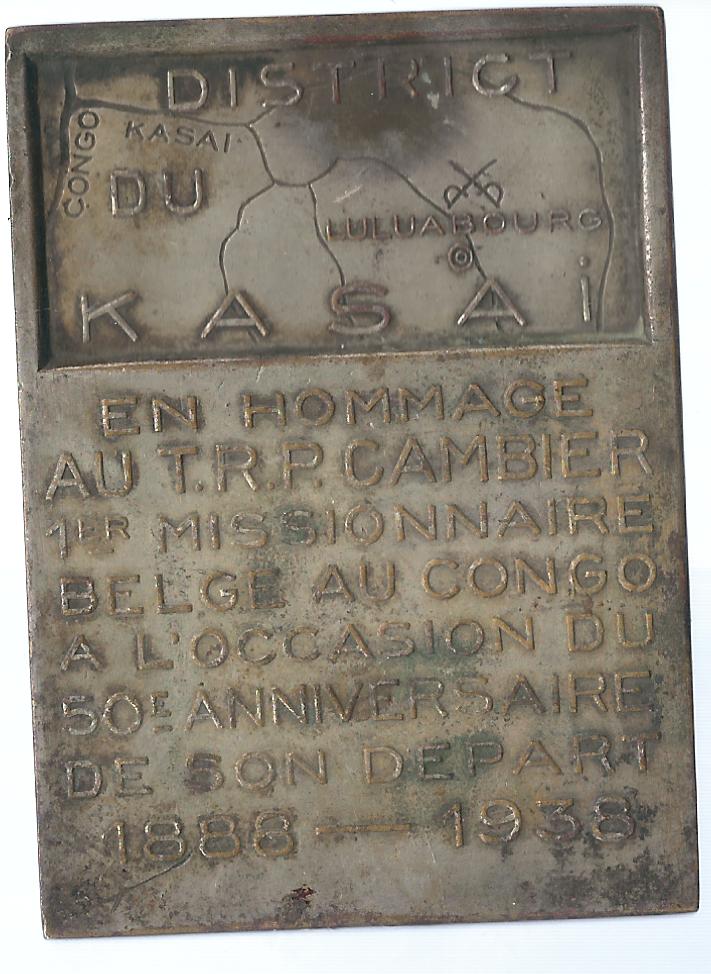 DISTRICT
CONGO
KASAI
DU
LULUABOURG
KASAi
EN HOMMAGE
AU T.R.P. CAMBIER
1ER MISSIONNAIRE
BELGE AU CONGO
A L'OCCASION DU
50E ANNIVERSAIRE
DE SON DEPART
1888 — 1938